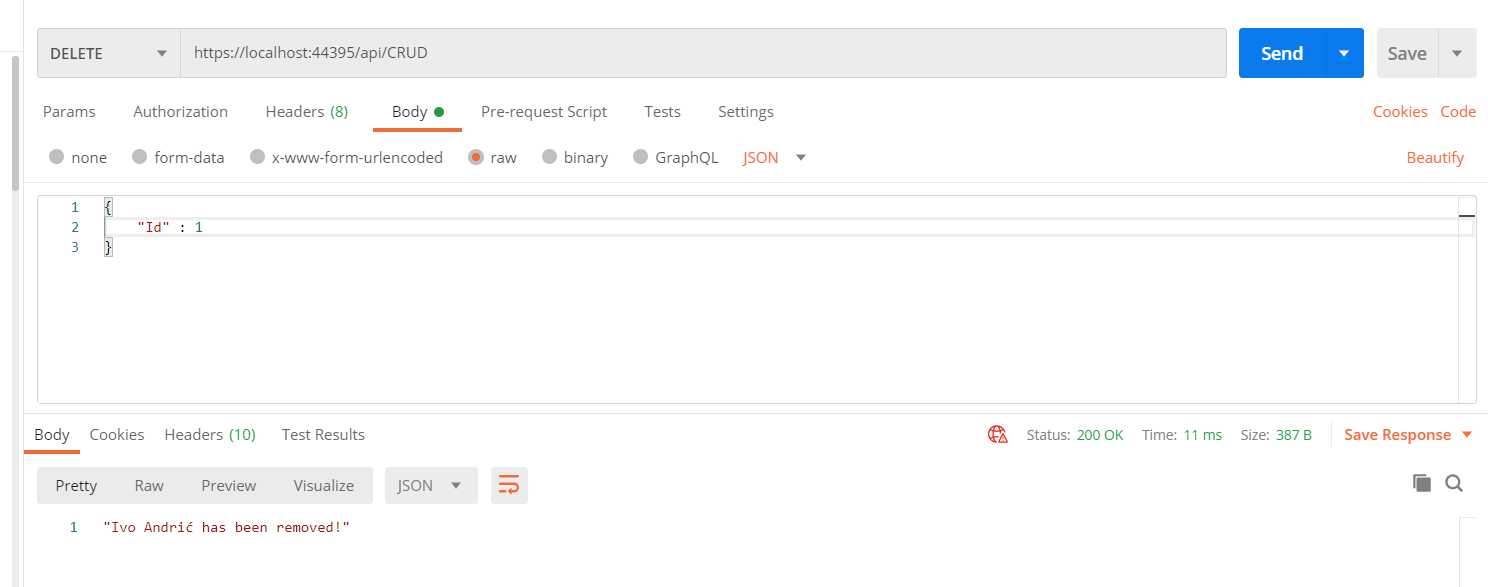 DELETE https://localhost:44395/api/CRUD Send Save
Params Authorization Headers (8) Body Pre-request Script Tests Settings Cookies Code
none form-data x-www-form-urlencoded raw binary GraphQL JSON Beautify
1 {
2 "Id" : 1
3 }
Body Cookies Headers (10) Test Results Status: 200 OK Time: 11 ms Size: 387 B Save Response
Pretty Raw Preview Visualize JSON
1 "Ivo Andrić has been removed!"